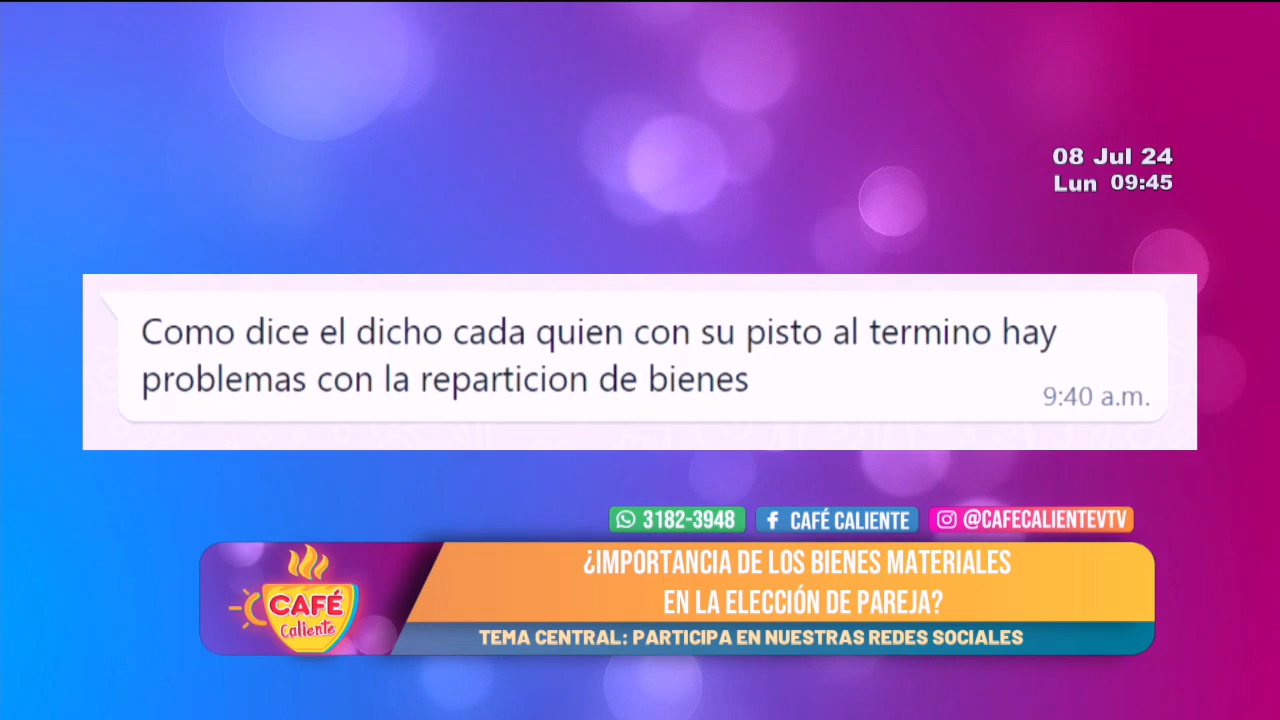 08 Jul 24
Lun 09:45
Como dice el dicho cada quien con su pisto al termino hay
problemas con la reparticion de bienes
9:40 a.m.
3182-3948
CAFÉ CALIENTE
@CAFECALIENTEVTV
CAFÉ
Caliente
¿IMPORTANCIA DE LOS BIENES MATERIALES
EN LA ELECCIÓN DE PAREJA?
TEMA CENTRAL: PARTICIPA EN NUESTRAS REDES SOCIALES